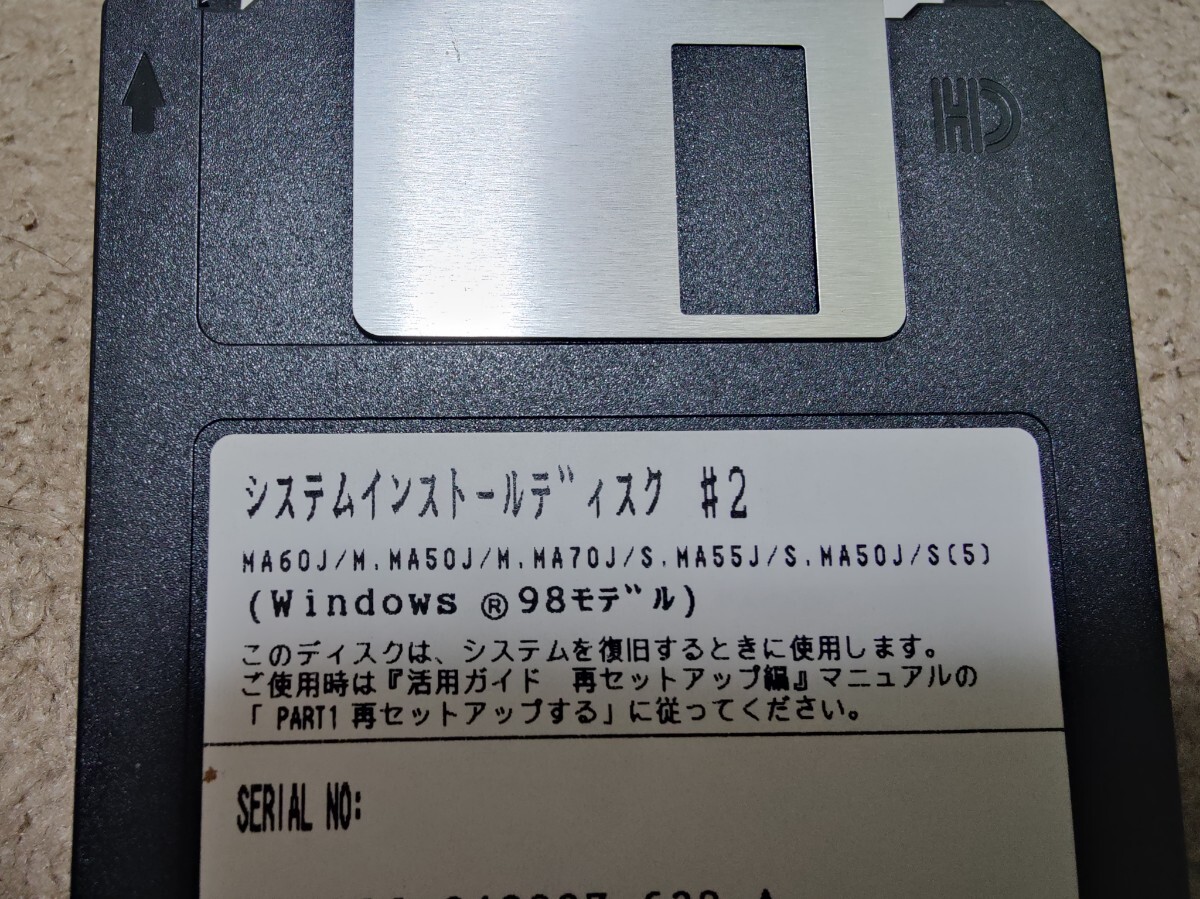 HD
システムインストールディスク #2
MA60J/M,MA50J/M,MA70J/S,MA55J/S,MA50J/S(5)
(Windows ®98モデル)
このディスクは、システムを復旧するときに使用します。
ご使用時は『活用ガイド 再セットアップ編』マニュアルの
「 PART1 再セットアップする」に従ってください。
SERIAL NO: